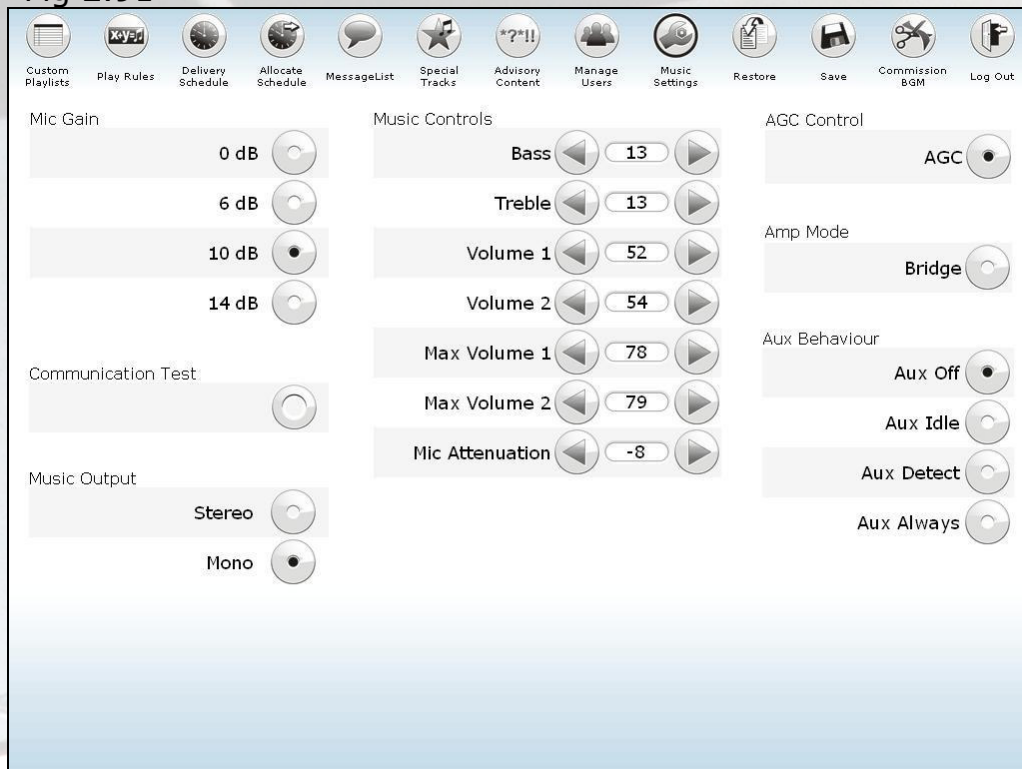 Custom Playlists
Play Rules
Delivery Schedule
Allocate Schedule
MessageList
Special Tracks
*?*!!
Advisory Content
Manage Users
Music Settings
Restore
Save
Commission BGM
Log Out
Mic Gain
0 dB
6 dB
10 dB
14 dB
Communication Test
Music Output
Stereo
Mono
Music Controls
Bass 13
Treble 13
Volume 1 52
Volume 2 54
Max Volume 1 78
Max Volume 2 79
Mic Attenuation -8
AGC Control
AGC
Amp Mode
Bridge
Aux Behaviour
Aux Off
Aux Idle
Aux Detect
Aux Always